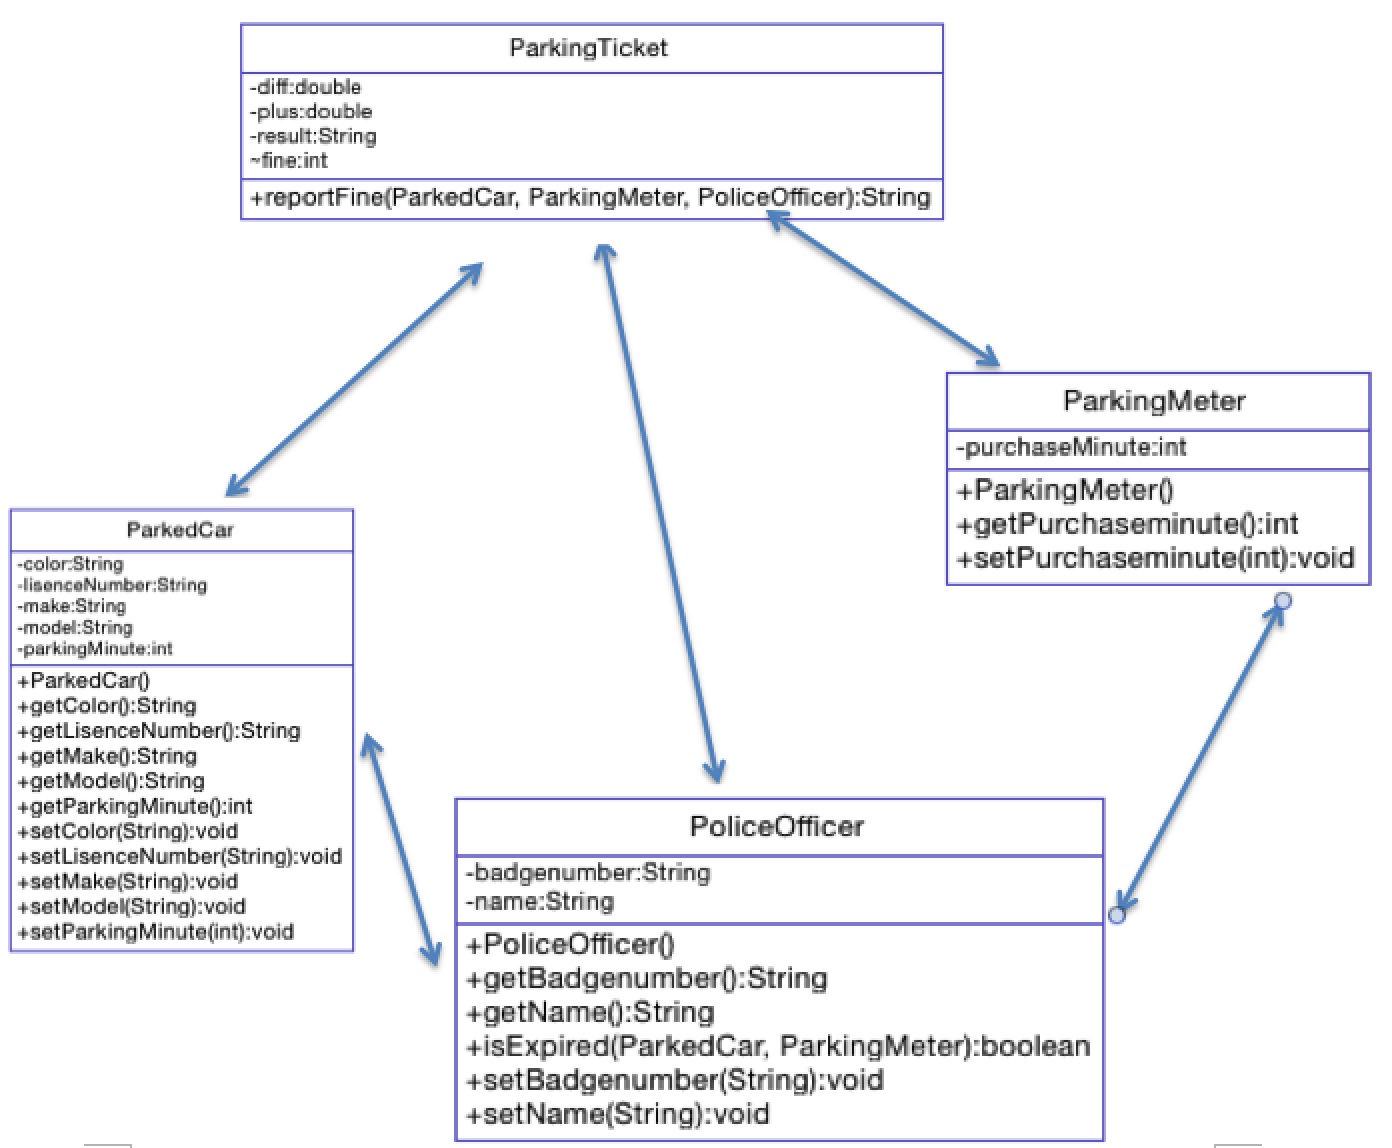 ParkingTicket
-diff:double
-plus:double
-result:String
~fine:int
+reportFine(ParkedCar, ParkingMeter, PoliceOfficer):String
ParkingMeter
-purchaseMinute:int
+ParkingMeter()
+getPurchaseminute():int
+setPurchaseminute(int):void
ParkedCar
-color:String
-lisenceNumber:String
-make:String
-model:String
-parkingMinute:int
+ParkedCar()
+getColor():String
+getLisenceNumber():String
+getMake():String
+getModel():String
+getParkingMinute():int
+setColor(String):void
+setLisenceNumber(String):void
+setMake(String):void
+setModel(String):void
+setParkingMinute(int):void
PoliceOfficer
-badgenumber:String
-name:String
+PoliceOfficer()
+getBadgenumber():String
+getName():String
+isExpired(ParkedCar, ParkingMeter):boolean
+setBadgenumber(String):void
+setName(String):void